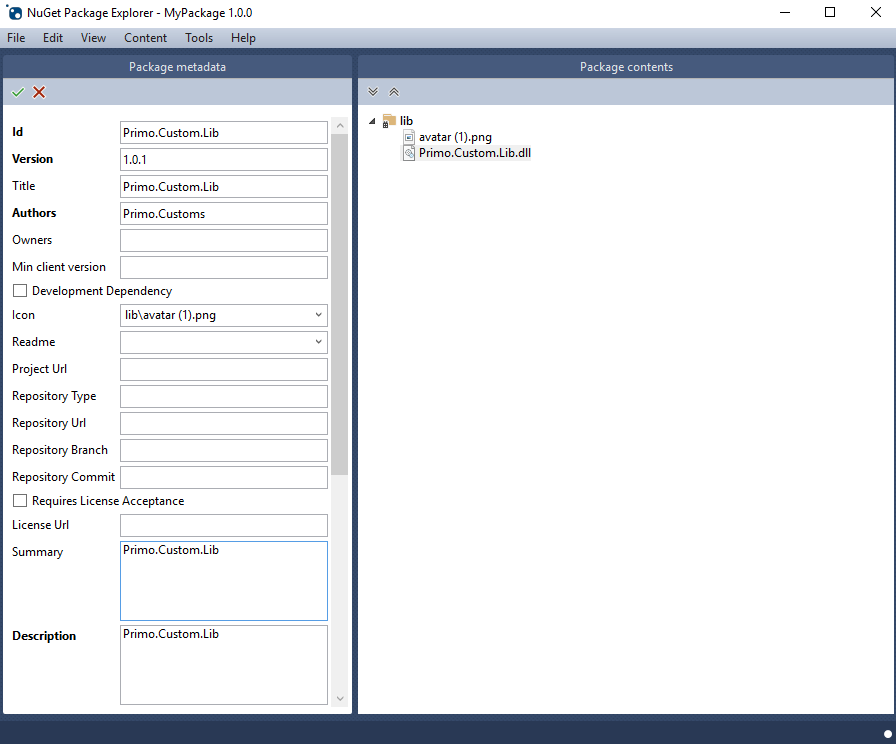 NuGet Package Explorer - MyPackage 1.0.0
File Edit View Content Tools Help
Package metadata
Id Primo.Custom.Lib
Version 1.0.1
Title Primo.Custom.Lib
Authors Primo.Customs
Owners
Min client version
Development Dependency
Icon lib\avatar (1).png
Readme
Project Url
Repository Type
Repository Url
Repository Branch
Repository Commit
Requires License Acceptance
License Url
Summary Primo.Custom.Lib
Description Primo.Custom.Lib
Package contents
lib
avatar (1).png
Primo.Custom.Lib.dll